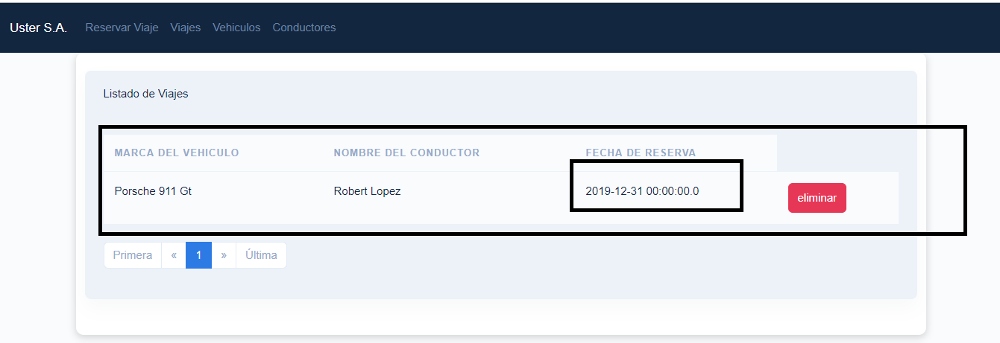 Uster S.A. Reservar Viaje Viajes Vehiculos Conductores
Listado de Viajes
MARCA DEL VEHICULO NOMBRE DEL CONDUCTOR FECHA DE RESERVA
Porsche 911 Gt Robert Lopez 2019-12-31 00:00:00.0 eliminar
Primera « 1 » Última